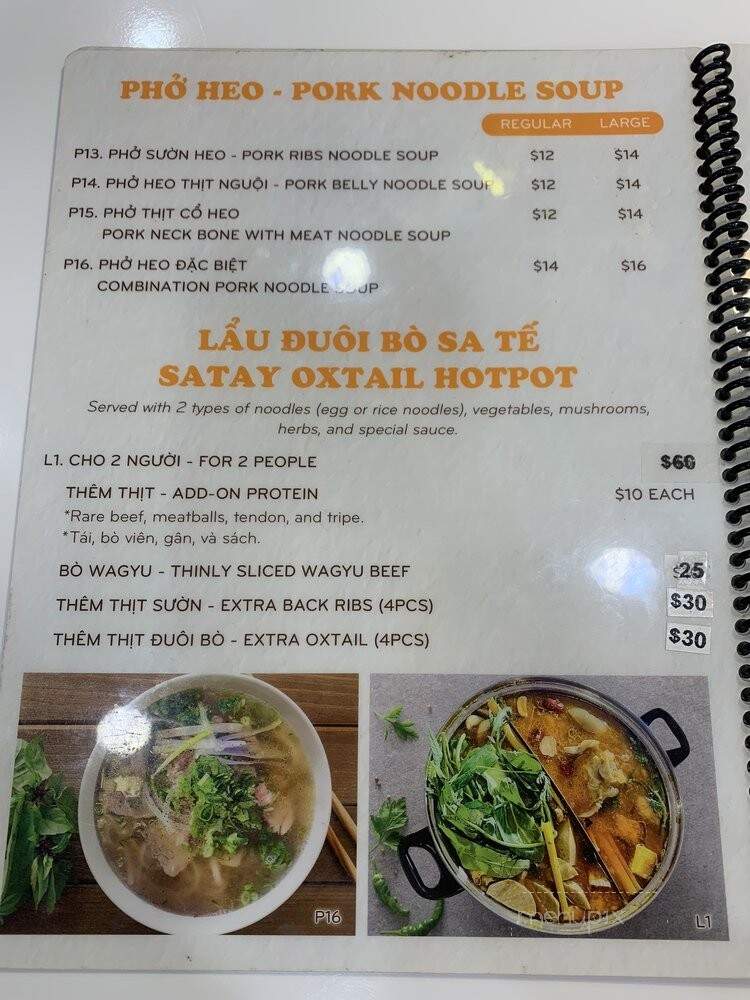 PHỞ HEO - PORK NOODLE SOUP
REGULAR LARGE
P13. PHỞ SƯỜN HEO - PORK RIBS NOODLE SOUP $12 $14
P14. PHỞ HEO THỊT NGUỘI - PORK BELLY NOODLE SOUP $12 $14
P15. PHỞ THỊT CỔ HEO $12 $14
PORK NECK BONE WITH MEAT NOODLE SOUP
P16. PHỞ HEO ĐẶC BIỆT $14 $16
COMBINATION PORK NOODLE SOUP
LẨU ĐUÔI BÒ SA TẾ
SATAY OXTAIL HOTPOT
Served with 2 types of noodles (egg or rice noodles), vegetables, mushrooms,
herbs, and special sauce.
L1. CHO 2 NGƯỜI - FOR 2 PEOPLE $60
THÊM THỊT - ADD-ON PROTEIN $10 EACH
*Rare beef, meatballs, tendon, and tripe.
*Tái, bò viên, gân, và sách.
BÒ WAGYU - THINLY SLICED WAGYU BEEF $25
THÊM THỊT SƯỜN - EXTRA BACK RIBS (4PCS) $30
THÊM THỊT ĐUÔI BÒ - EXTRA OXTAIL (4PCS) $30
P16
menupix
L1